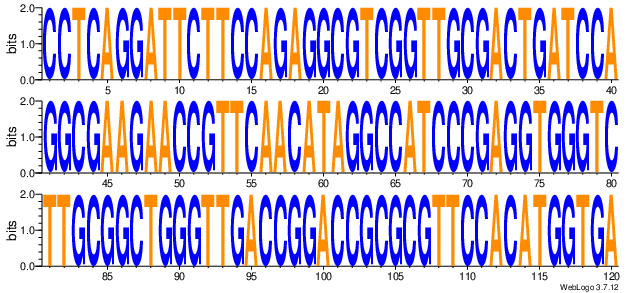 2.0
1.0
0.0
bits
CCTCAGGATTCTTCCAGAGGCGTCGGTTGCGACTGATCCA
5 10 15 20 25 30 35 40
2.0
1.0
0.0
bits
GGCGAAGAACCGTTCAACATAGGCCATCCCGAGGTGGGTC
45 50 55 60 65 70 75 80
2.0
1.0
0.0
bits
TTGCGGCTGGGTTGACCGGACCGCGCGTTCCACATGGTGA
85 90 95 100 105 110 115 120
WebLogo 3.7.12